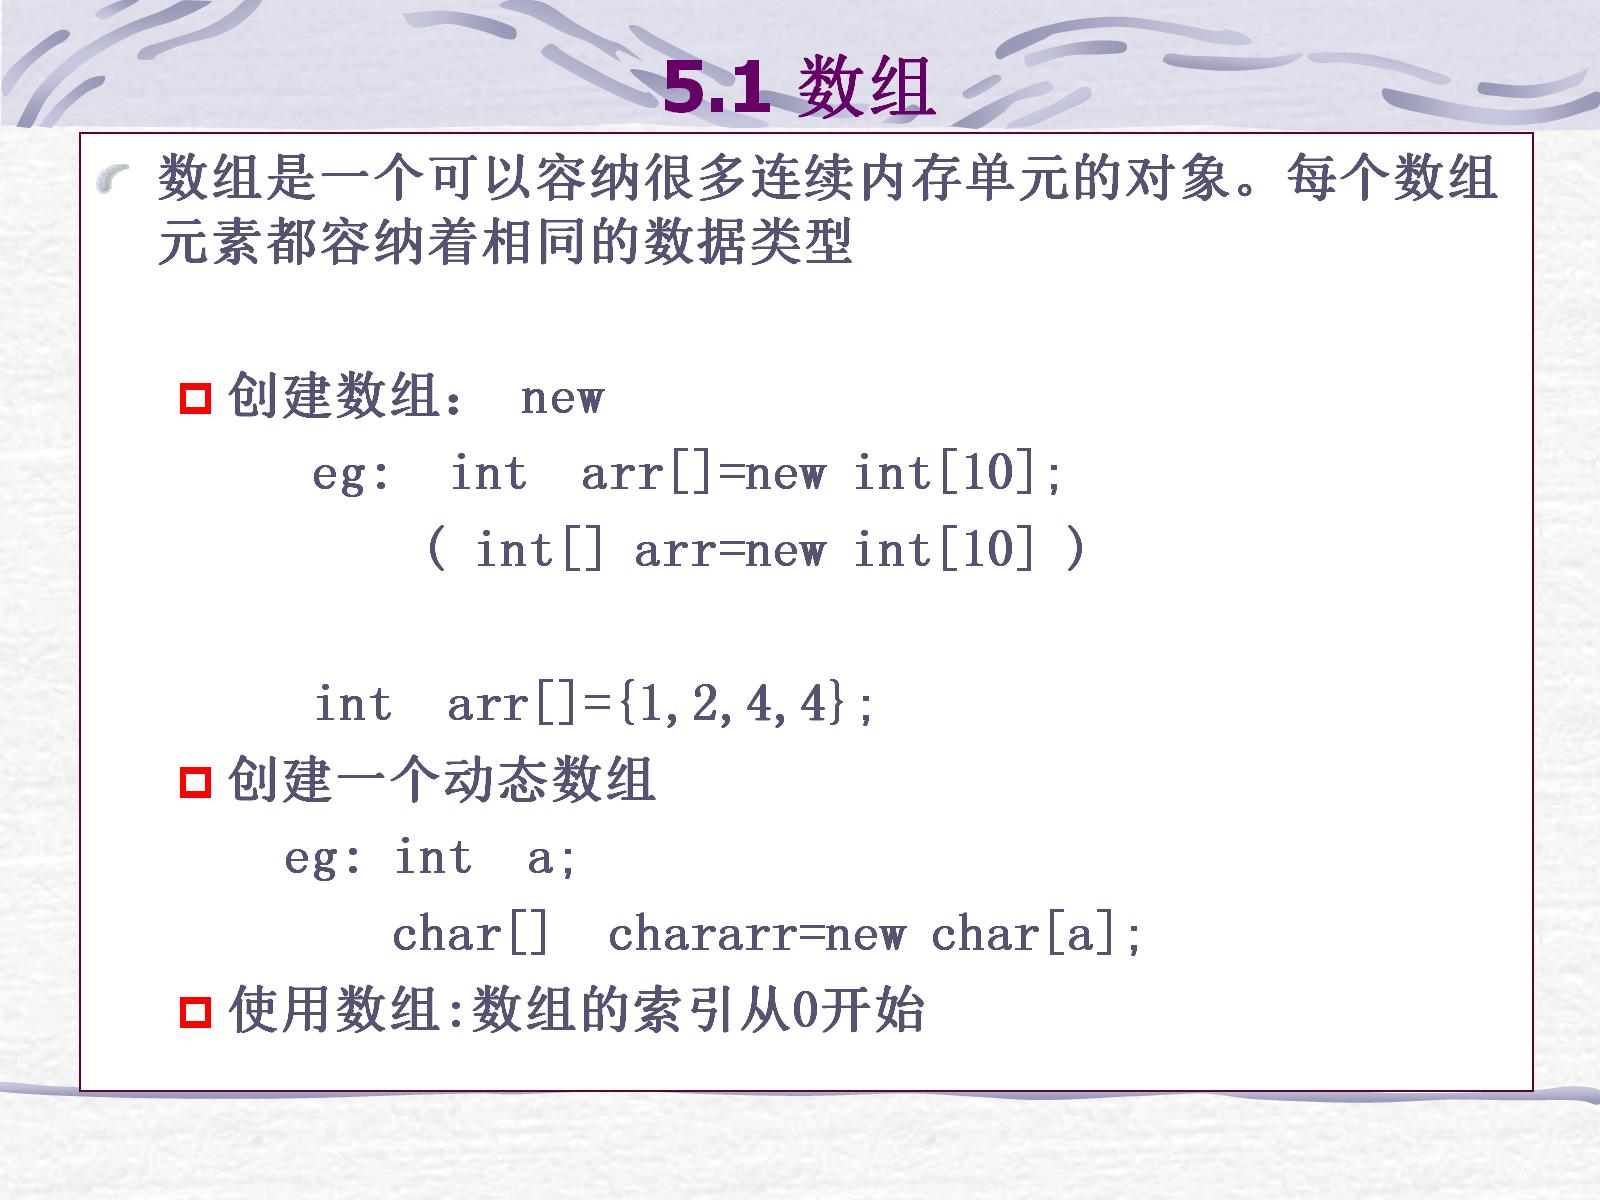 5.1 数组
数组是一个可以容纳很多连续内存单元的对象。每个数组
元素都容纳着相同的数据类型
创建数组： new
eg: int arr[]=new int[10];
( int[] arr=new int[10] )
int arr[]={1,2,4,4};
创建一个动态数组
eg: int a;
char[] chararr=new char[a];
使用数组:数组的索引从0开始